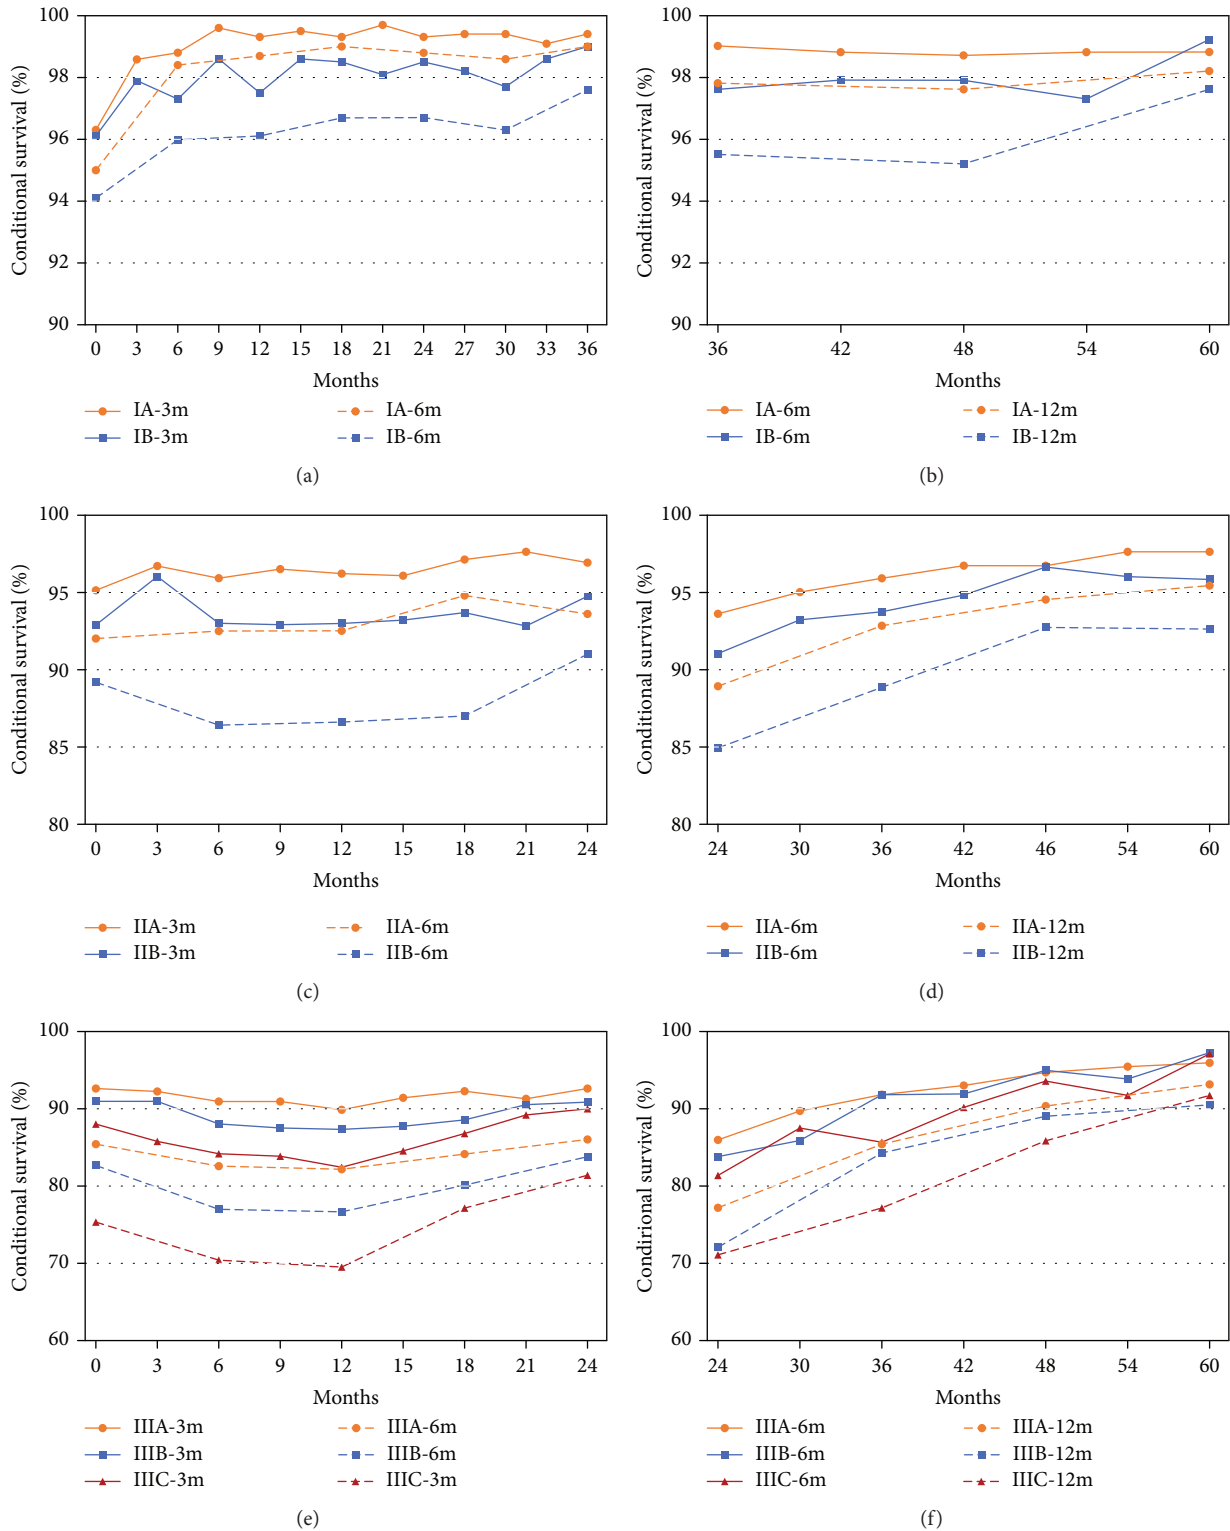 Conditional survival (%)
100
98
96
94
92
90
0 3 6 9 12 15 18 21 24 27 30 33 36
Months
IA-3m IA-6m
IB-3m IB-6m
(a)
Conditional survival (%)
100
98
96
94
92
90
36 42 48 54 60
Months
IA-6m IA-12m
IB-6m IB-12m
(b)
Conditional survival (%)
100
95
90
85
80
0 3 6 9 12 15 18 21 24
Months
IIA-3m IIA-6m
IIB-3m IIB-6m
(c)
Conditional survival (%)
100
95
90
85
80
24 30 36 42 46 54 60
Months
IIA-6m IIA-12m
IIB-6m IIB-12m
(d)
Conditional survival (%)
100
90
80
70
60
0 3 6 9 12 15 18 21 24
Months
IIIA-3m IIIA-6m
IIIB-3m IIIB-6m
IIIC-3m IIIC-3m
(e)
Condirional survival (%)
100
90
80
70
60
24 30 36 42 48 54 60
Months
IIIA-6m IIIA-12m
IIIB-6m IIIB-12m
IIIC-6m IIIC-12m
(f)